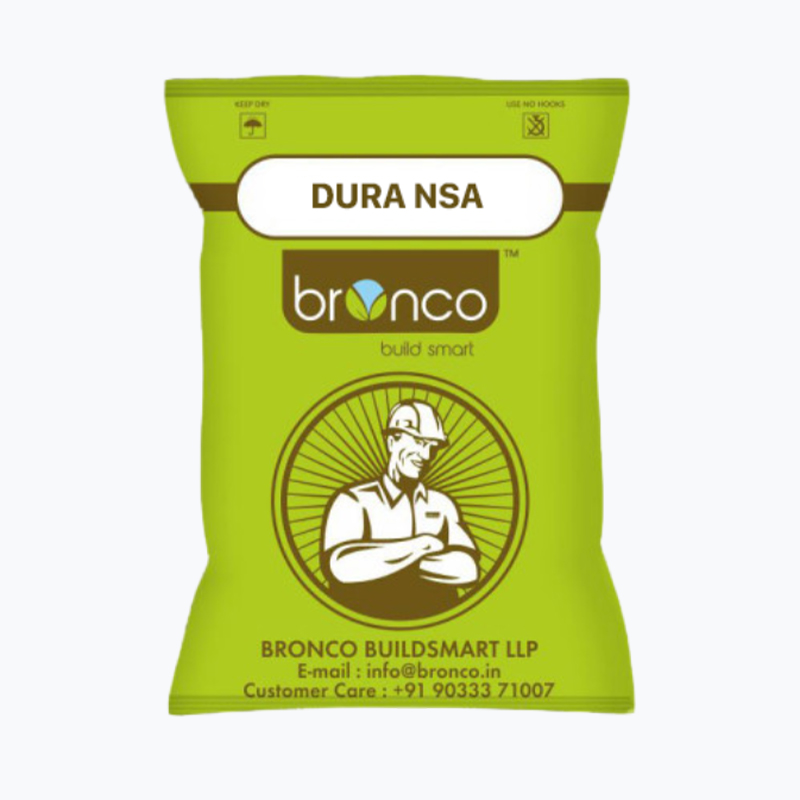 KEEP DRY
USE NO HOOKS
DURA NSA
bronco
TM
build smart
BRONCO BUILDSMART LLP
E-mail : info@bronco.in
Customer Care : +91 90333 71007